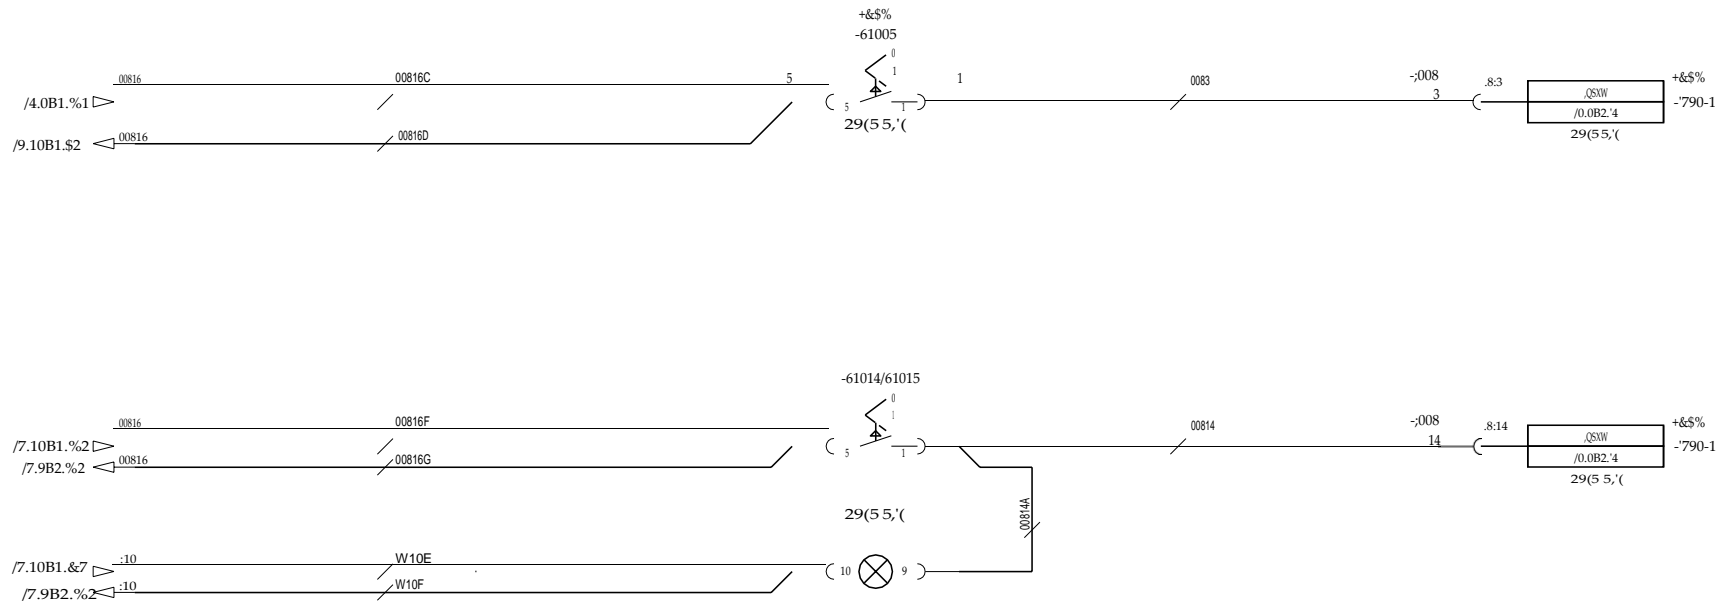 +&$%
-61005
0
1
00816
00816C
5
1
0083
-;008
.8:3
+&$%
/4.0B1.%1
5
1
3
,QSXW
-'790-1
/0.0B2.'4
29(5 5,'(
29(5 5,'(
/9.10B1.$2
00816
00816D
-61014/61015
0
1
00816
00816F
00814
-;008
.8:14
+&$%
/7.10B1.%2
5
1
14
,QSXW
-'790-1
/7.9B2.%2
00816
00816G
/0.0B2.'4
29(5 5,'(
29(5 5,'(
00814A
/7.10B1.&7
:10
W10E
10
9
/7.9B2.%2
:10
W10F